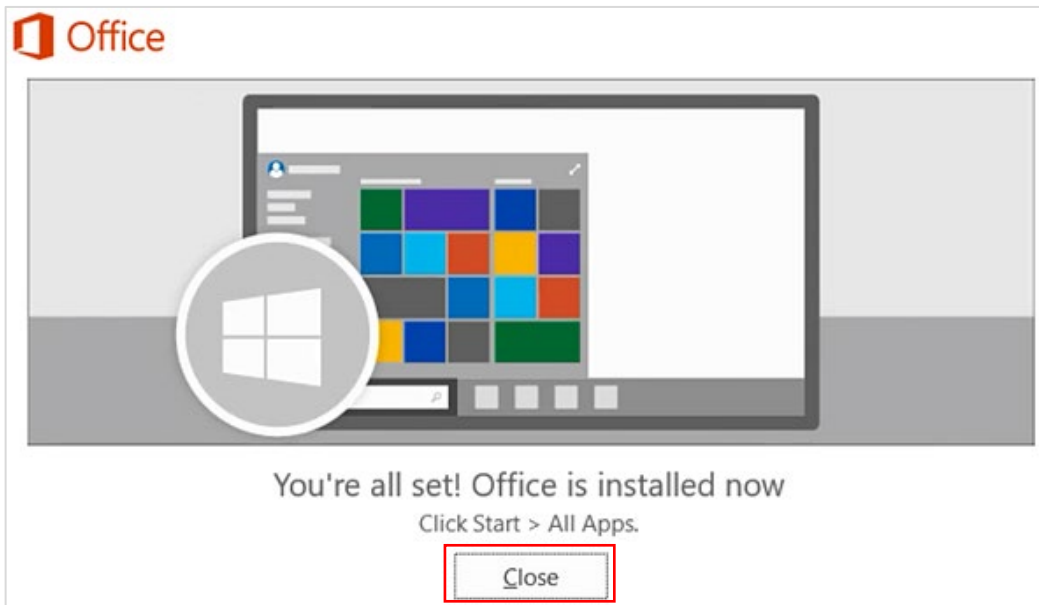 Office
You're all set! Office is installed now
Click Start > All Apps.
Close